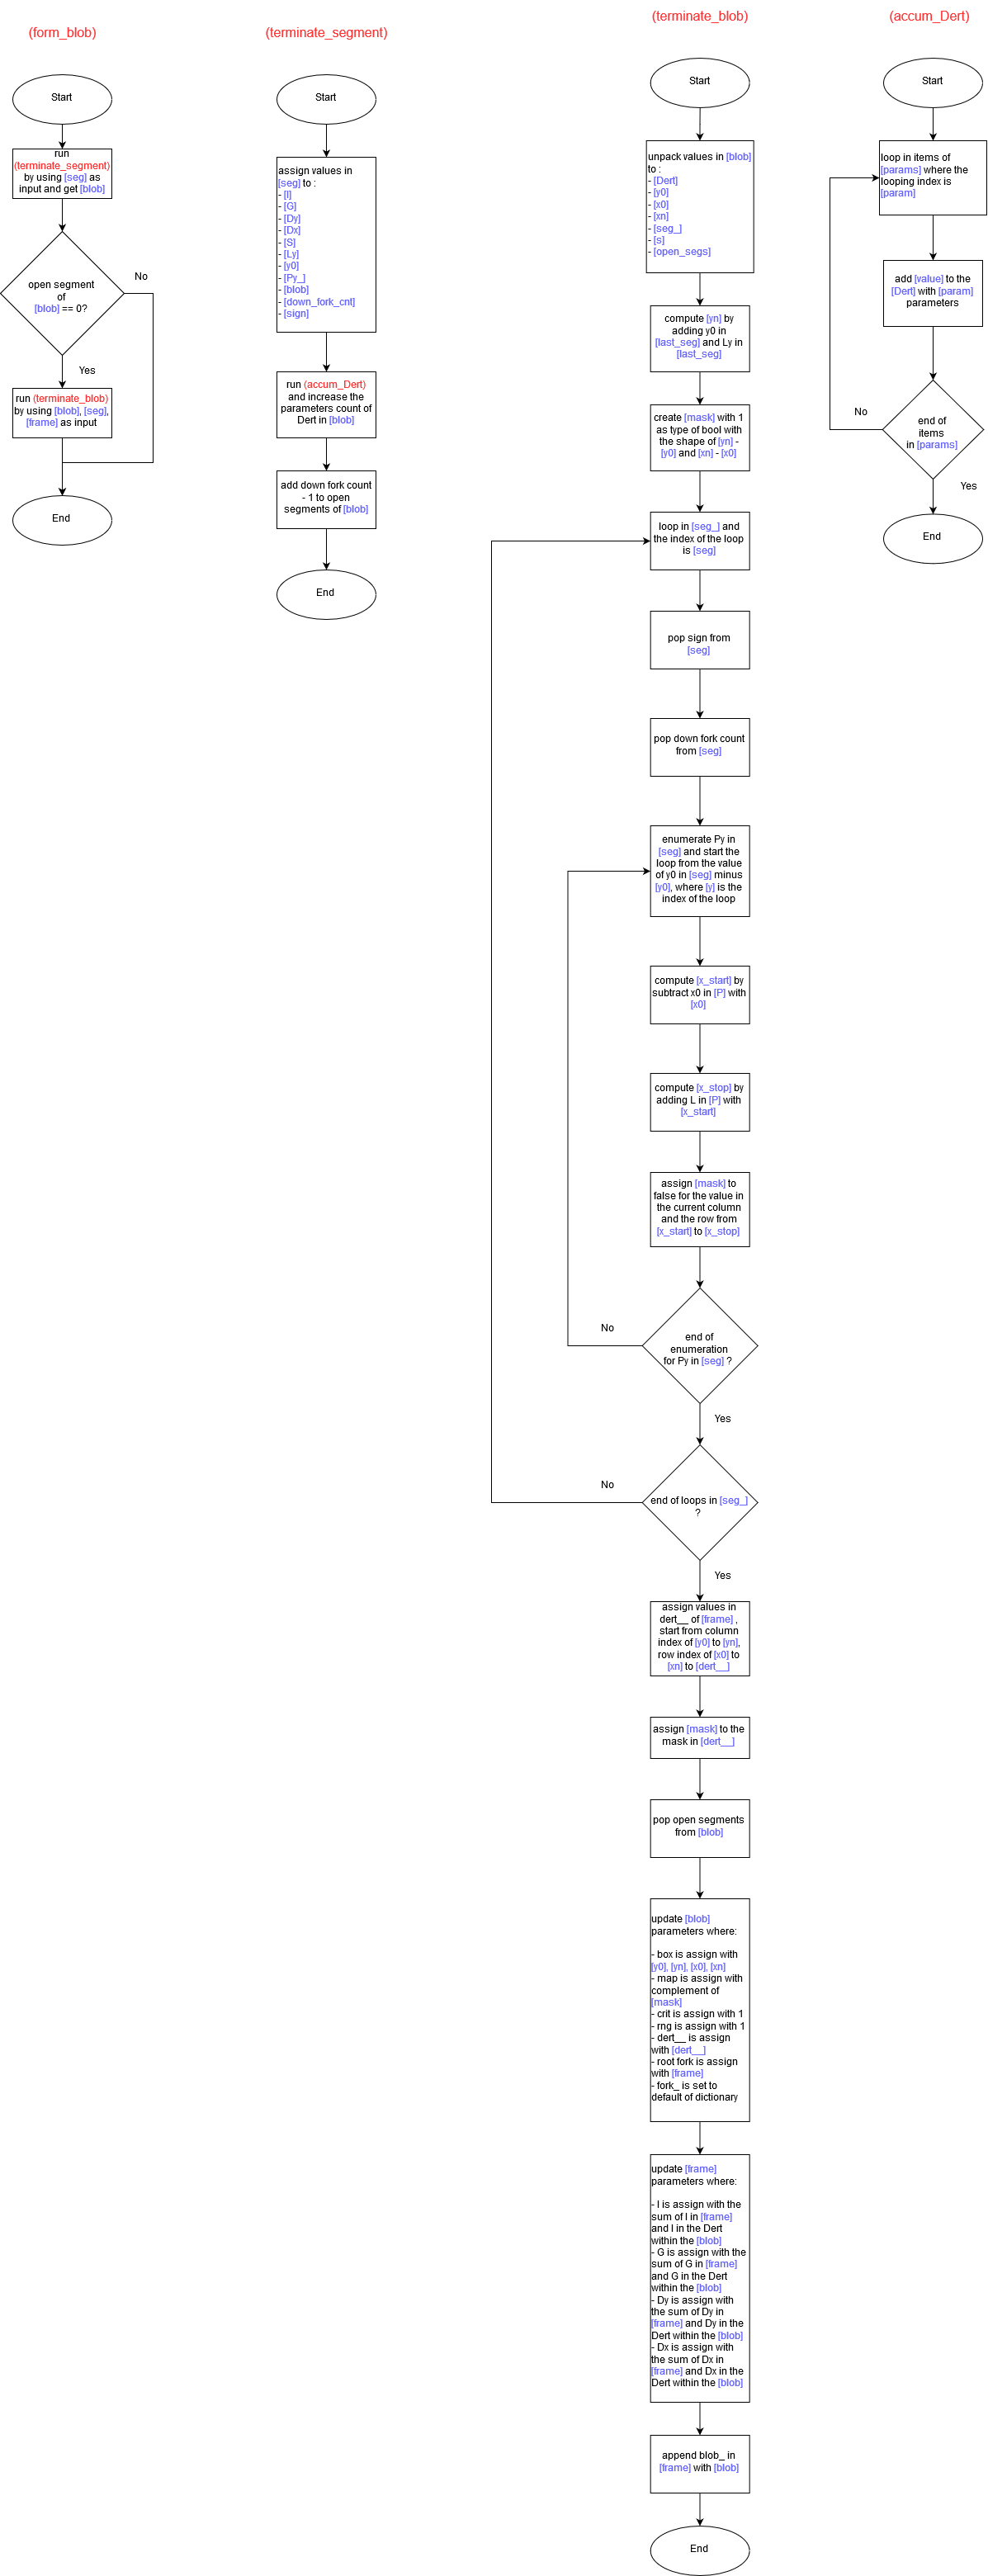 (form_blob)
Start
run
(terminate_segment)
by using [seg] as
input and get [blob]
open segment
of
[blob] == 0?
No
Yes
run (terminate_blob)
by using [blob], [seg],
[frame] as input
End
(terminate_segment)
Start
assign values in
[seg] to :
- [I]
- [G]
- [Dy]
- [Dx]
- [S]
- [Ly]
- [y0]
- [Py_]
- [blob]
- [down_fork_cnt]
- [sign]
run (accum_Dert)
and increase the
parameters count of
Dert in [blob]
add down fork count
- 1 to open
segments of [blob]
End
(terminate_blob)
Start
unpack values in [blob]
to :
- [Dert]
- [y0]
- [x0]
- [xn]
- [seg_]
- [s]
- [open_segs]
compute [yn] by
adding y0 in
[last_seg] and Ly in
[last_seg]
create [mask] with 1
as type of bool with
the shape of [yn] -
[y0] and [xn] - [x0]
loop in [seg_] and
the index of the loop
is [seg]
pop sign from
[seg]
pop down fork count
from [seg]
enumerate Py in
[seg] and start the
loop from the value
of y0 in [seg] minus
[y0], where [y] is the
index of the loop
compute [x_start] by
subtract x0 in [P] with
[x0]
compute [x_stop] by
adding L in [P] with
[x_start]
assign [mask] to
false for the value in
the current column
and the row from
[x_start] to [x_stop]
No
end of
enumeration
for Py in [seg] ?
Yes
No
end of loops in [seg_]
?
Yes
assign values in
dert__ of [frame] ,
start from column
index of [y0] to [yn],
row index of [x0] to
[xn] to [dert__]
assign [mask] to the
mask in [dert__]
pop open segments
from [blob]
update [blob]
parameters where:
- box is assign with
[y0], [yn], [x0], [xn]
- map is assign with
complement of
[mask]
- crit is assign with 1
- rng is assign with 1
- dert__ is assign
with [dert__]
- root fork is assign
with [frame]
- fork_ is set to
default of dictionary
update [frame]
parameters where:
- I is assign with the
sum of I in [frame]
and I in the Dert
within the [blob]
- G is assign with the
sum of G in [frame]
and G in the Dert
within the [blob]
- Dy is assign with
the sum of Dy in
[frame] and Dy in the
Dert within the [blob]
- Dx is assign with
the sum of Dx in
[frame] and Dx in the
Dert within the [blob]
append blob_ in
[frame] with [blob]
End
(accum_Dert)
Start
loop in items of
[params] where the
looping index is
[param]
add [value] to the
[Dert] with [param]
parameters
No
end of
items
in [params]
Yes
End